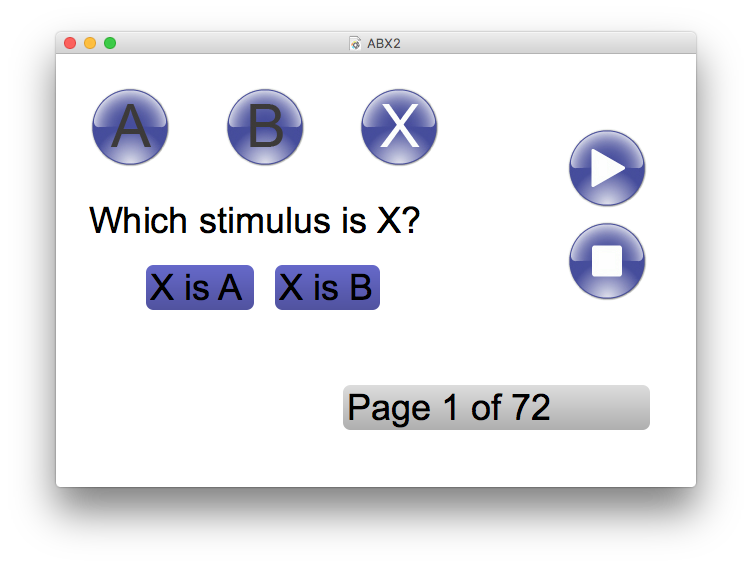 ABX2
A B X
Which stimulus is X?
X is A X is B
Page 1 of 72